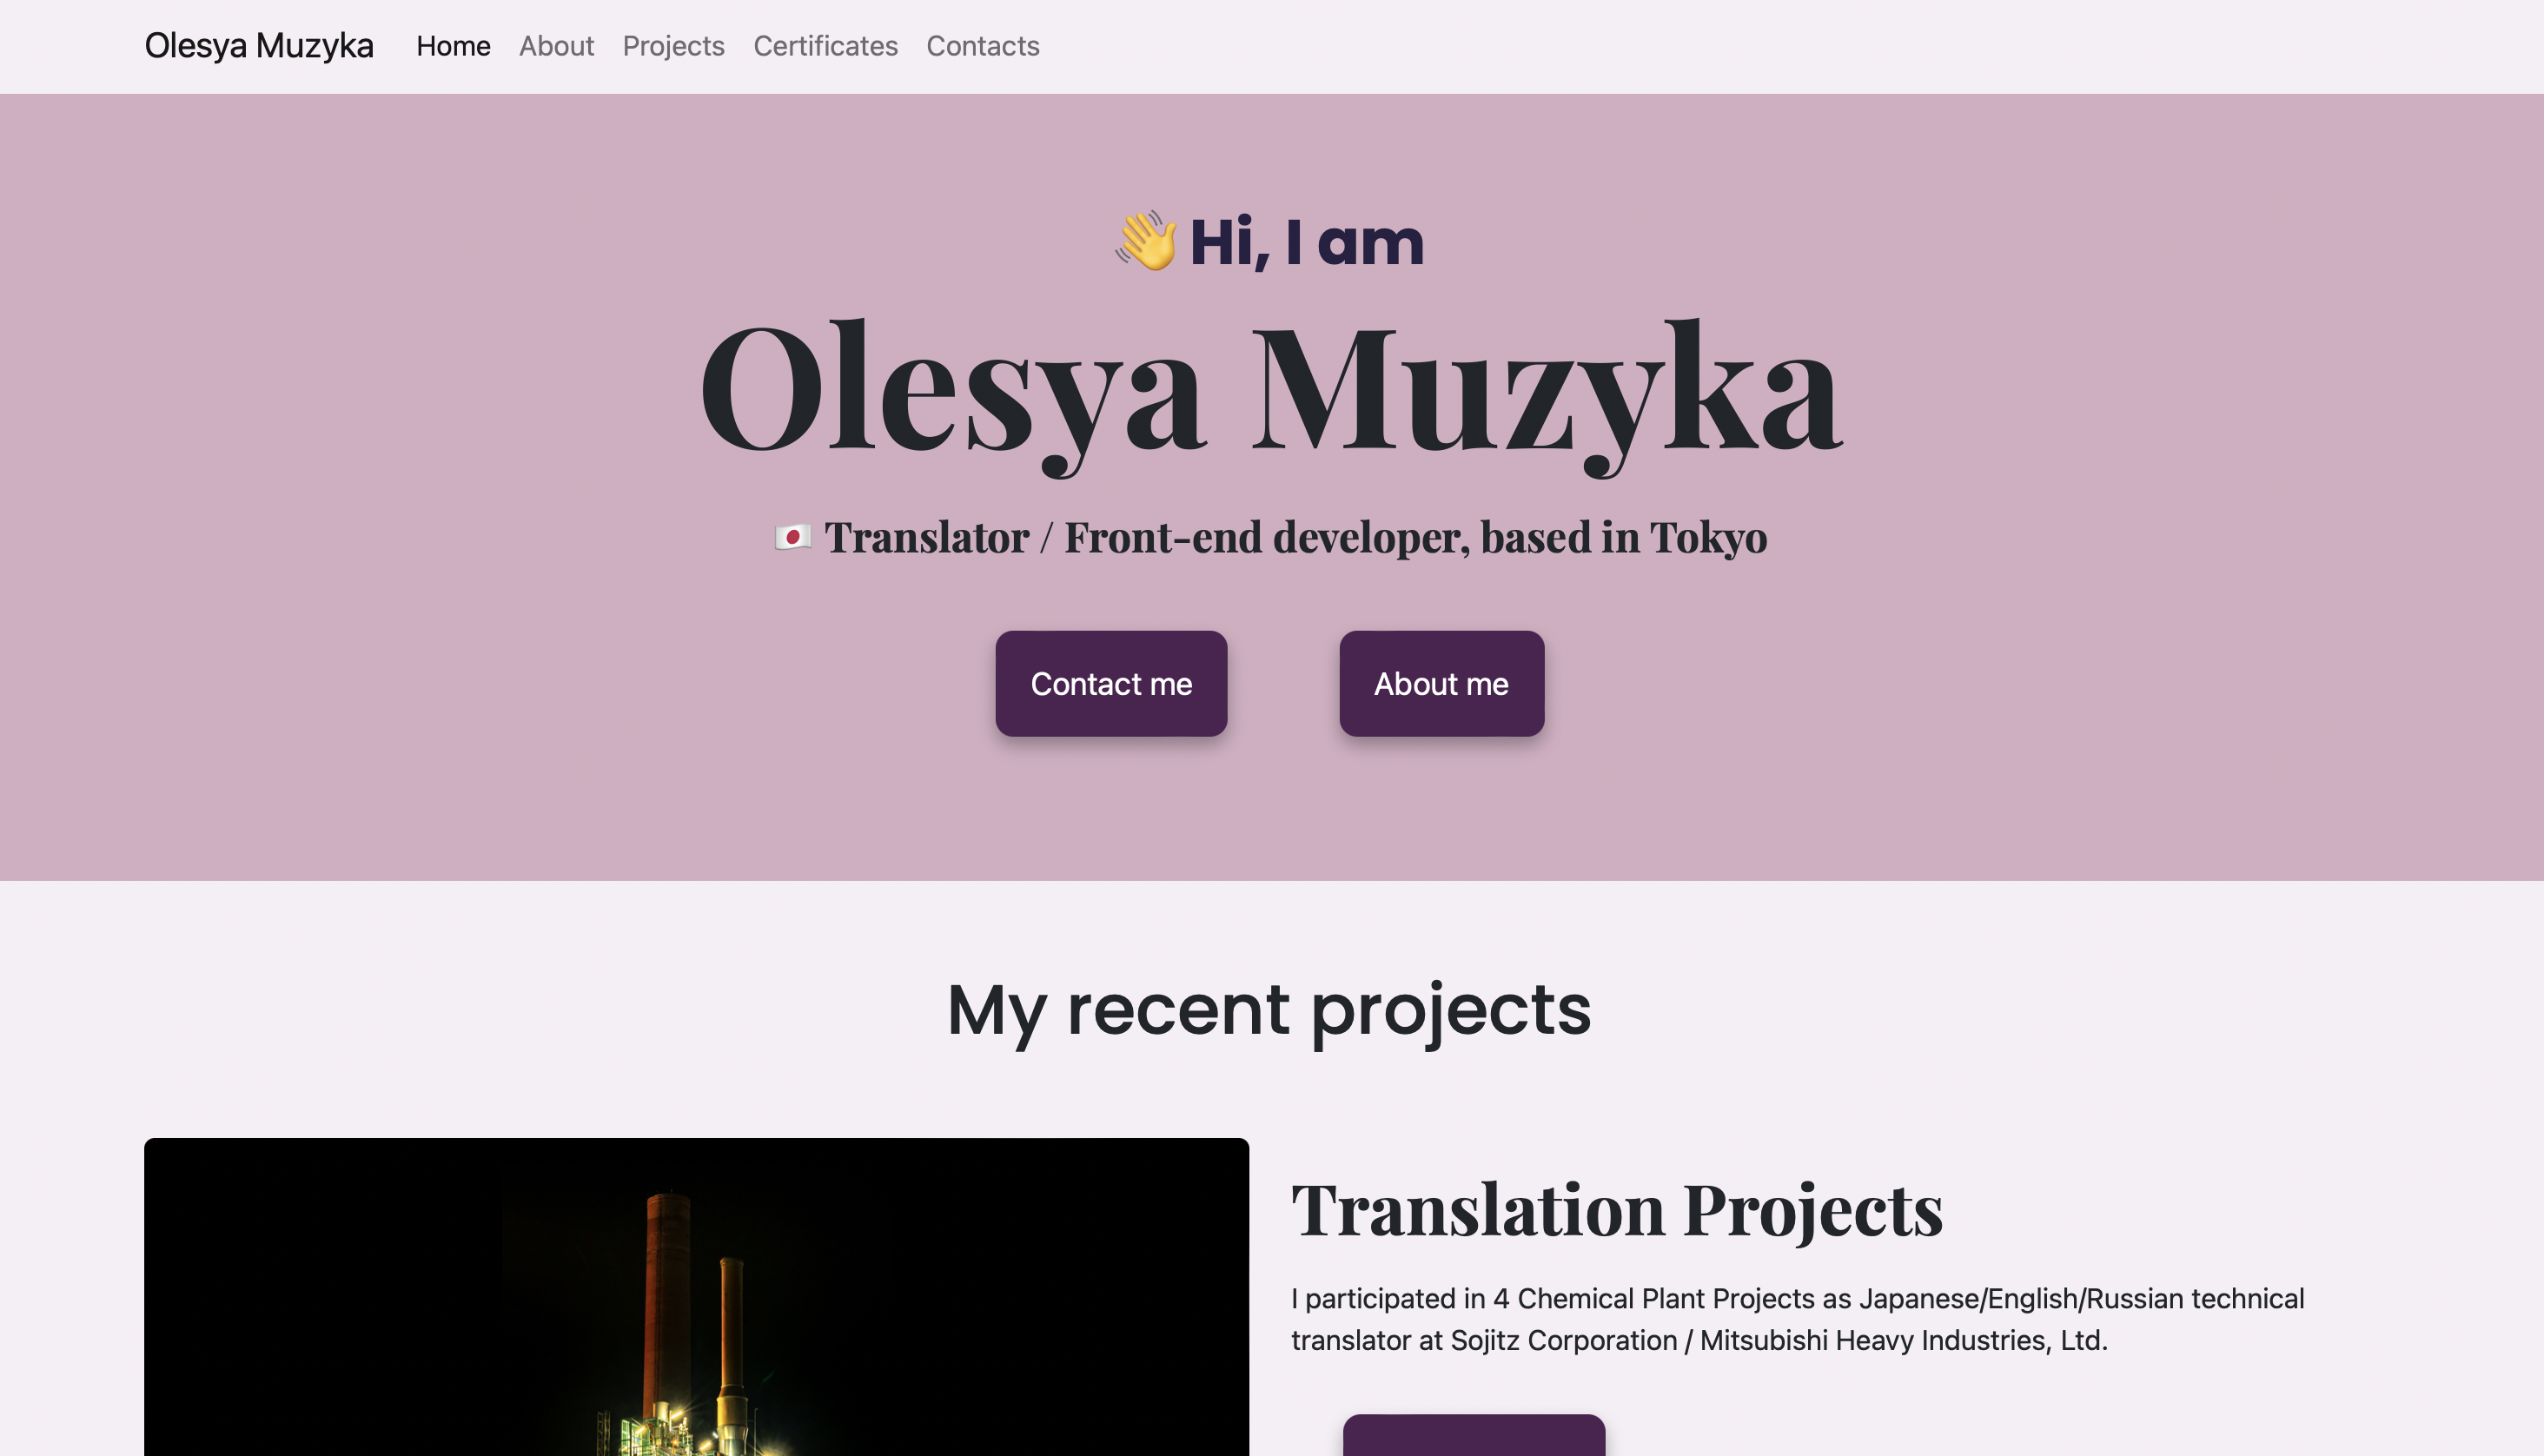 Olesya Muzyka Home About Projects Certificates Contacts
👋 Hi, I am
Olesya Muzyka
🇯🇵 Translator / Front-end developer, based in Tokyo
Contact me About me
My recent projects
Translation Projects
I participated in 4 Chemical Plant Projects as Japanese/English/Russian technical
translator at Sojitz Corporation / Mitsubishi Heavy Industries, Ltd.